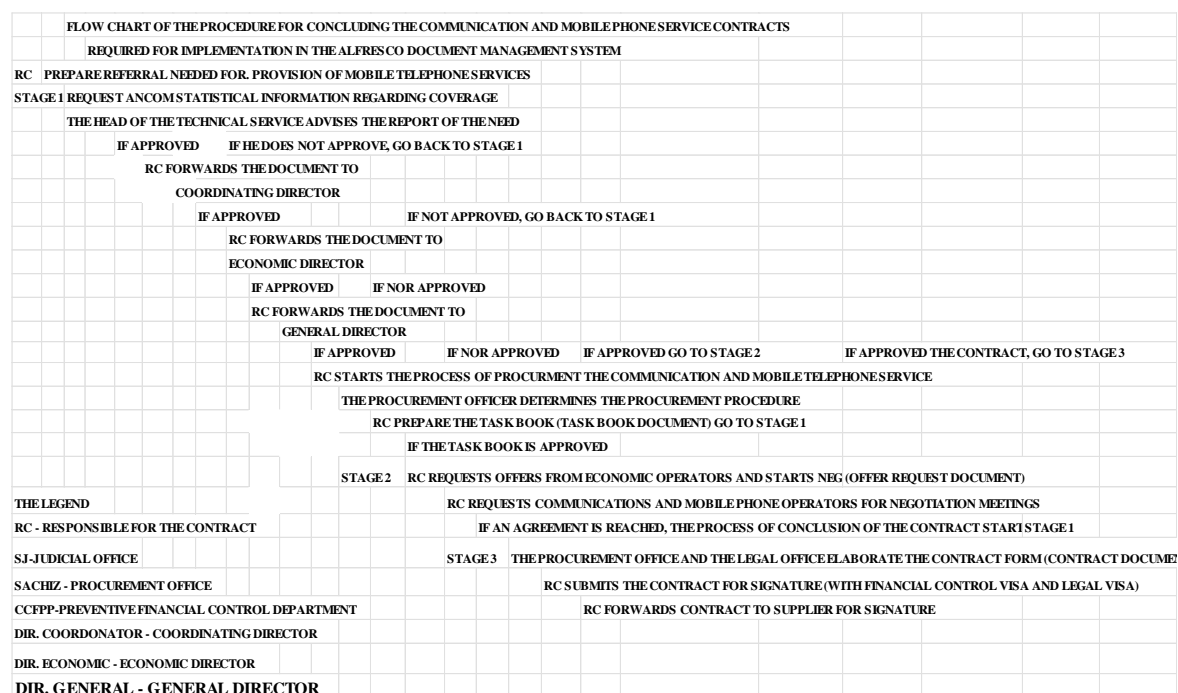 FLOW CHART OF THE PROCEDURE FOR CONCLUDING THE COMMUNICATION AND MOBILE PHONE SERVICE CONTRACTS
REQUIRED FOR IMPLEMENTATION IN THE ALFRESCO DOCUMENT MANAGEMENT SYSTEM
RC PREPARE REFERRAL NEEDED FOR. PROVISION OF MOBILE TELEPHONE SERVICES
STAGE 1 REQUEST ANCOM STATISTICAL INFORMATION REGARDING COVERAGE
THE HEAD OF THE TECHNICAL SERVICE ADVISES THE REPORT OF THE NEED
IF APPROVED IF HE DOES NOT APPROVE, GO BACK TO STAGE 1
RC FORWARDS THE DOCUMENT TO
COORDINATING DIRECTOR
IF APPROVED IF NOT APPROVED, GO BACK TO STAGE 1
RC FORWARDS THE DOCUMENT TO
ECONOMIC DIRECTOR
IF APPROVED IF NOR APPROVED
RC FORWARDS THE DOCUMENT TO
GENERAL DIRECTOR
IF APPROVED IF NOR APPROVED IF APPROVED GO TO STAGE 2 IF APPROVED THE CONTRACT, GO TO STAGE 3
RC STARTS THE PROCESS OF PROCURMENT THE COMMUNICATION AND MOBILE TELEPHONE SERVICE
THE PROCUREMENT OFFICER DETERMINES THE PROCUREMENT PROCEDURE
RC PREPARE THE TASK BOOK (TASK BOOK DOCUMENT) GO TO STAGE 1
IF THE TASK BOOK IS APPROVED
STAGE 2 RC REQUESTS OFFERS FROM ECONOMIC OPERATORS AND STARTS NEG (OFFER REQUEST DOCUMENT)
THE LEGEND RC REQUESTS COMMUNICATIONS AND MOBILE PHONE OPERATORS FOR NEGOTIATION MEETINGS
RC - RESPONSIBLE FOR THE CONTRACT IF AN AGREEMENT IS REACHED, THE PROCESS OF CONCLUSION OF THE CONTRACT START STAGE 1
SJ-JUDICIAL OFFICE STAGE 3 THE PROCUREMENT OFFICE AND THE LEGAL OFFICE ELABORATE THE CONTRACT FORM (CONTRACT DOCUMEN
SACHIZ - PROCUREMENT OFFICE RC SUBMITS THE CONTRACT FOR SIGNATURE (WITH FINANCIAL CONTROL VISA AND LEGAL VISA)
CCFPP-PREVENTIVE FINANCIAL CONTROL DEPARTMENT RC FORWARDS CONTRACT TO SUPPLIER FOR SIGNATURE
DIR. COORDONATOR - COORDINATING DIRECTOR
DIR. ECONOMIC - ECONOMIC DIRECTOR
DIR. GENERAL - GENERAL DIRECTOR